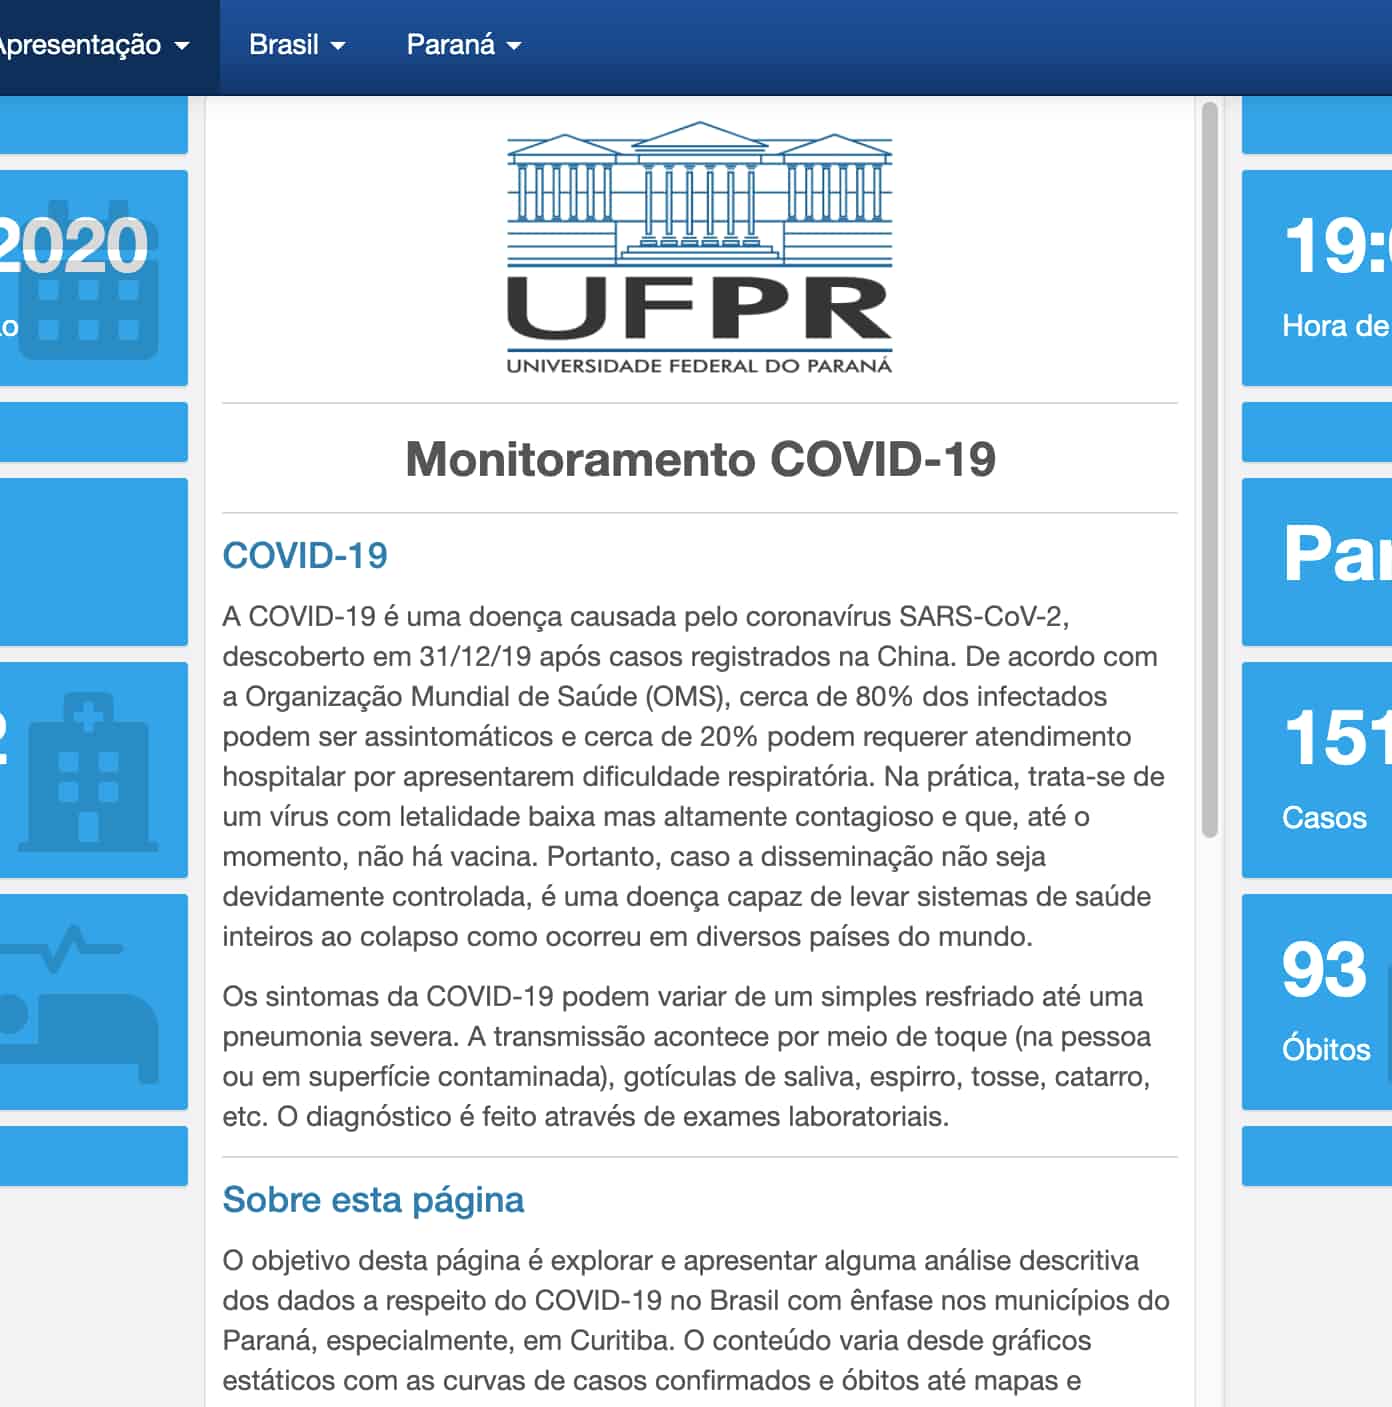 Apresentação
Brasil
Paraná
2020
UFPR
UNIVERSIDADE FEDERAL DO PARANÁ
Monitoramento COVID-19
COVID-19
A COVID-19 é uma doença causada pelo coronavírus SARS-CoV-2,
descoberto em 31/12/19 após casos registrados na China. De acordo com
a Organização Mundial de Saúde (OMS), cerca de 80% dos infectados
podem ser assintomáticos e cerca de 20% podem requerer atendimento
hospitalar por apresentarem dificuldade respiratória. Na prática, trata-se de
um vírus com letalidade baixa mas altamente contagioso e que, até o
momento, não há vacina. Portanto, caso a disseminação não seja
devidamente controlada, é uma doença capaz de levar sistemas de saúde
inteiros ao colapso como ocorreu em diversos países do mundo.
Os sintomas da COVID-19 podem variar de um simples resfriado até uma
pneumonia severa. A transmissão acontece por meio de toque (na pessoa
ou em superfície contaminada), gotículas de saliva, espirro, tosse, catarro,
etc. O diagnóstico é feito através de exames laboratoriais.
Sobre esta página
O objetivo desta página é explorar e apresentar alguma análise descritiva
dos dados a respeito do COVID-19 no Brasil com ênfase nos municípios do
Paraná, especialmente, em Curitiba. O conteúdo varia desde gráficos
estáticos com as curvas de casos confirmados e óbitos até mapas e
19:
Hora de
Par
151
Casos
93
Óbitos